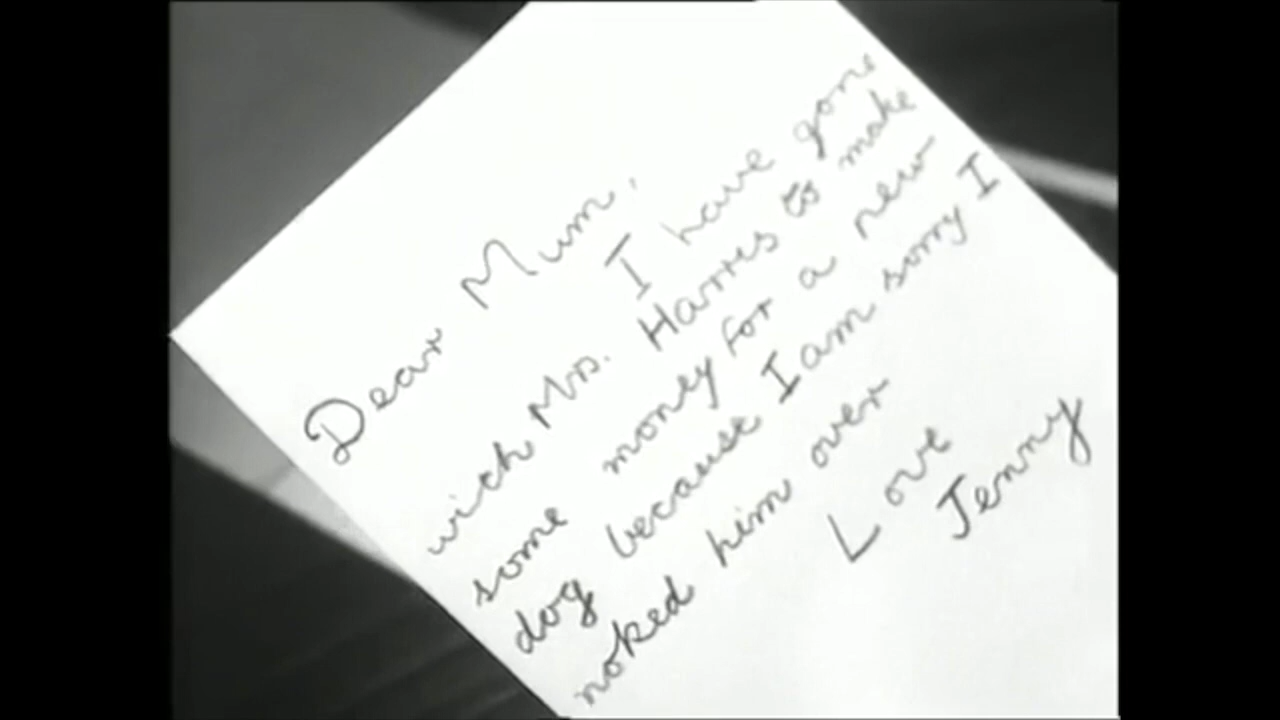 Dear Mum,
I have gone
with Mrs. Harris to make
some money for a new
dog because I am sorry I
noked him over
Love
Jenny